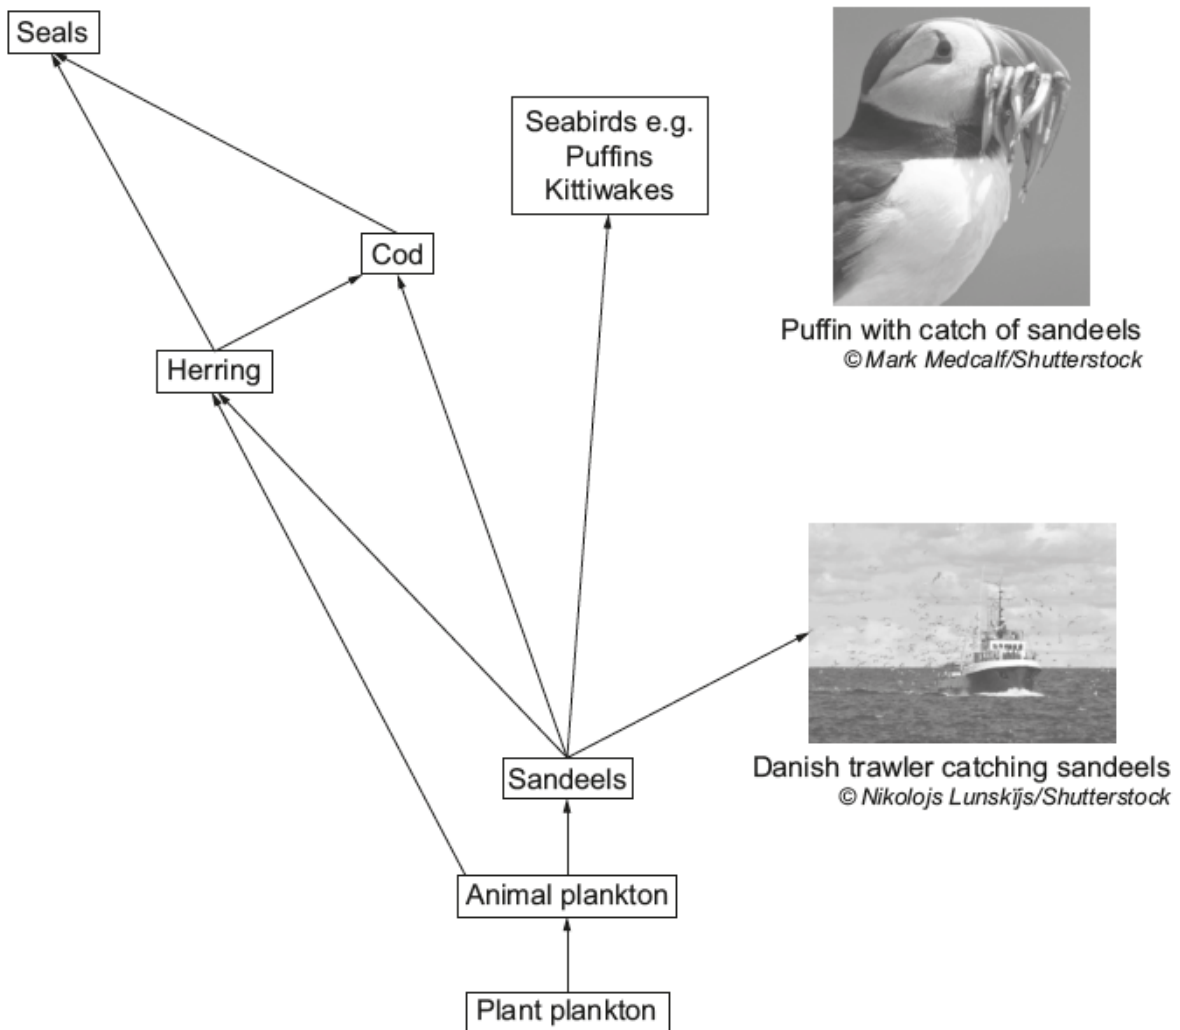 Seals
Seabirds e.g.
Puffins
Kittiwakes
Cod
Puffin with catch of sandeels
© Mark Medcalf/Shutterstock
Herring
Sandeels
Danish trawler catching sandeels
© Nikolojs Lunskïjs/Shutterstock
Animal plankton
Plant plankton